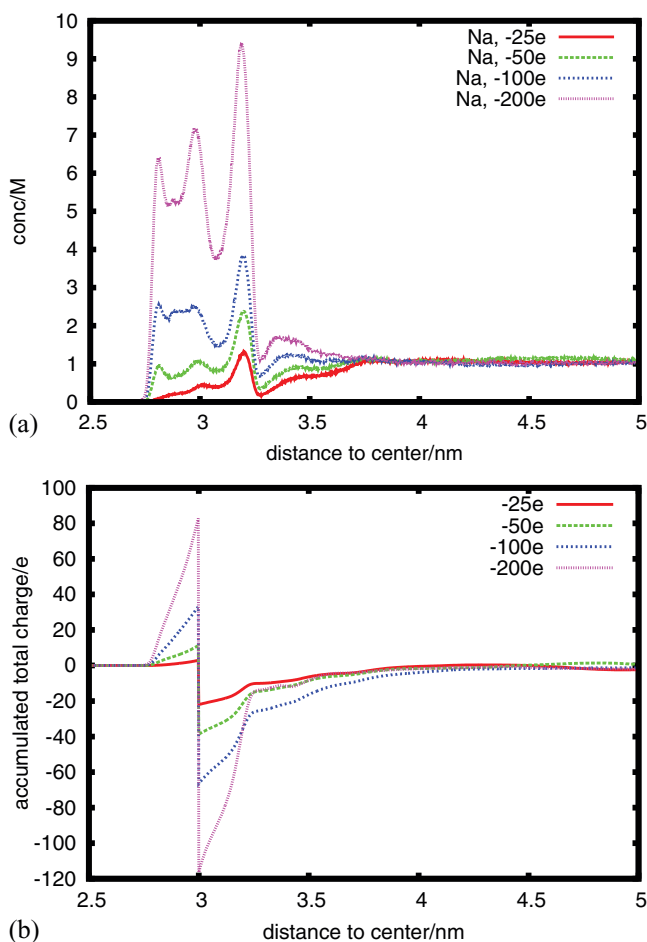 10
9
8
7
6
5
4
3
2
1
0
conc/M
Na, -25e
Na, -50e
Na, -100e
Na, -200e
2.5 3 3.5 4 4.5 5
(a)
distance to center/nm
100
80
60
40
20
0
-20
-40
-60
-80
-100
-120
accumulated total charge/e
-25e
-50e
-100e
-200e
2.5 3 3.5 4 4.5 5
(b)
distance to center/nm